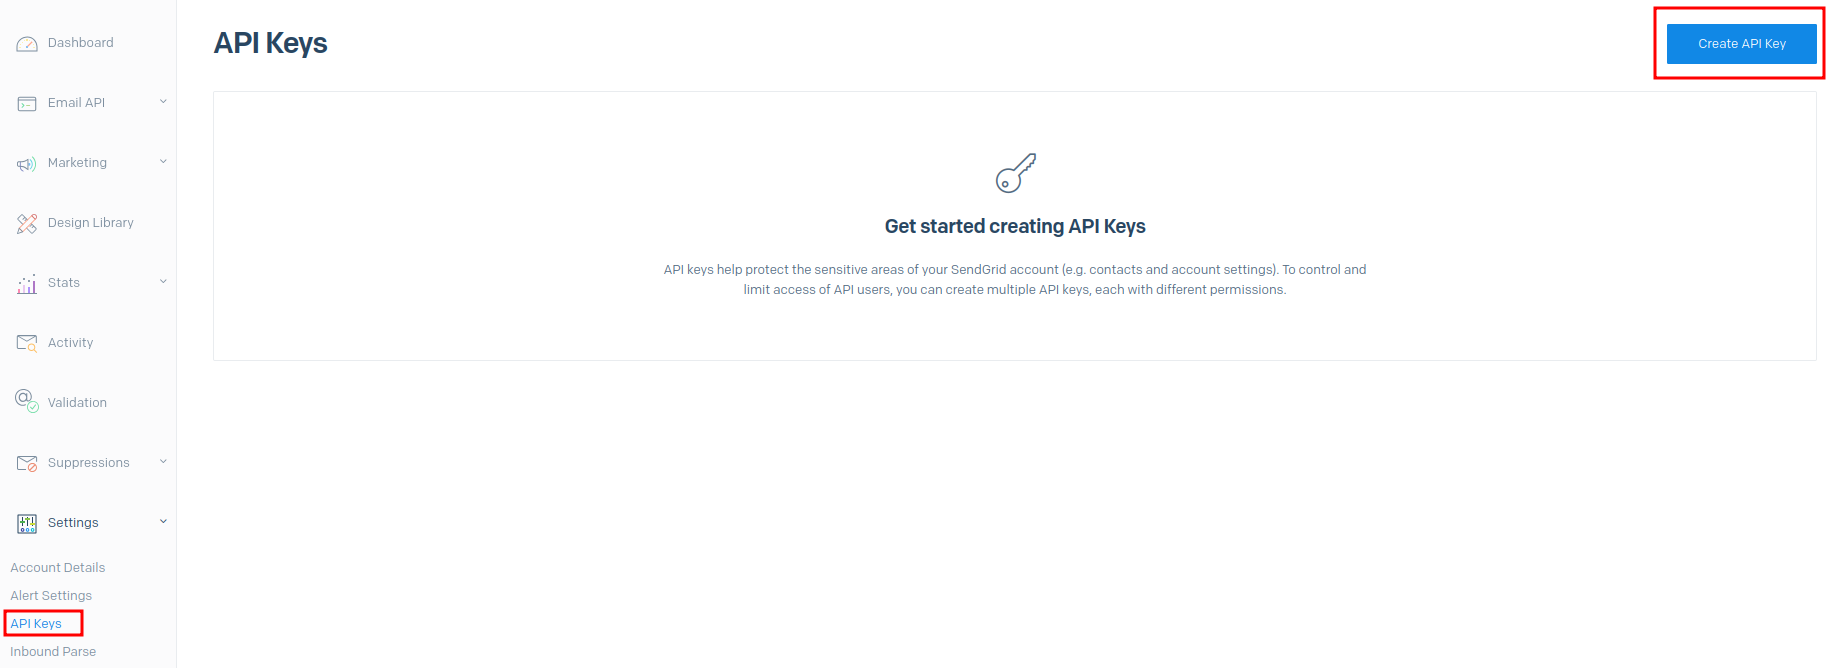 Dashboard
Email API
Marketing
Design Library
Stats
Activity
Validation
Suppressions
Settings
Account Details
Alert Settings
API Keys
Inbound Parse
API Keys
Create API Key
Get started creating API Keys
API keys help protect the sensitive areas of your SendGrid account (e.g. contacts and account settings). To control and
limit access of API users, you can create multiple API keys, each with different permissions.